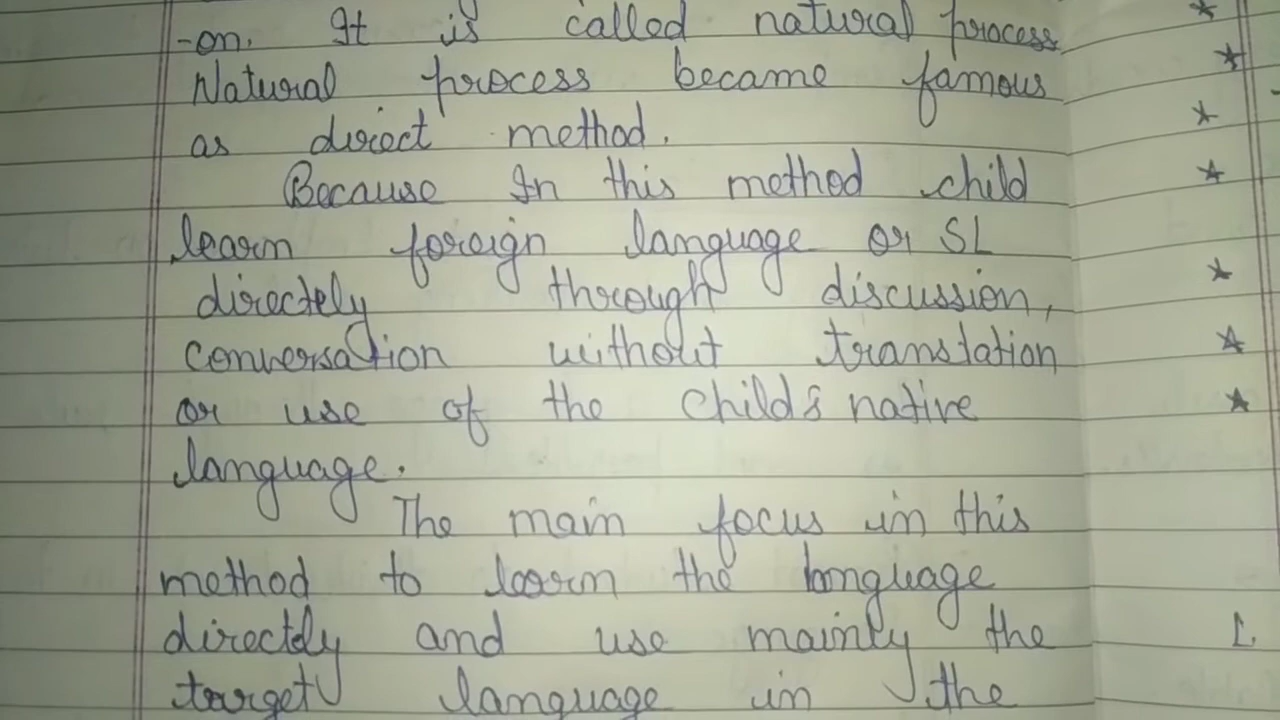 -on. It is called natural process
Natural process became famous
as direct method.
Because In this method child
learn foreign language or SL
directely through discussion,
conversation without translation
or use of the child's native
language.
The main focus in this
method to learn the language
directely and use mainly the
target language in the